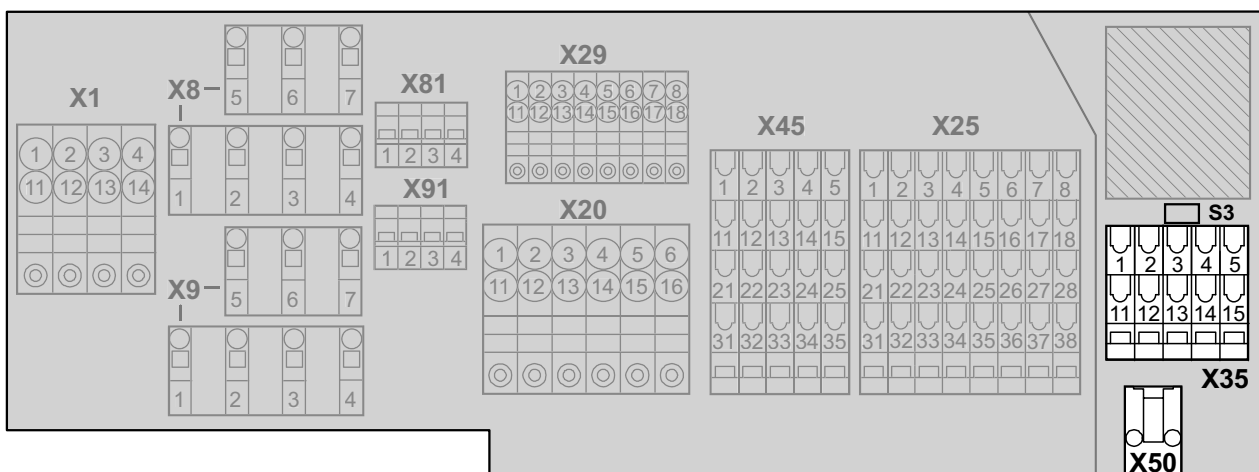 X1
1 2 3 4
11 12 13 14
X8
5 6 7
1 2 3 4
X9
5 6 7
1 2 3 4
X81
1 2 3 4
X91
1 2 3 4
X29
1 2 3 4 5 6 7 8
11 12 13 14 15 16 17 18
X20
1 2 3 4 5 6
11 12 13 14 15 16
X45
1 2 3 4 5
11 12 13 14 15
21 22 23 24 25
31 32 33 34 35
X25
1 2 3 4 5 6 7 8
11 12 13 14 15 16 17 18
21 22 23 24 25 26 27 28
31 32 33 34 35 36 37 38
S3
1 2 3 4 5
11 12 13 14 15
X35
X50